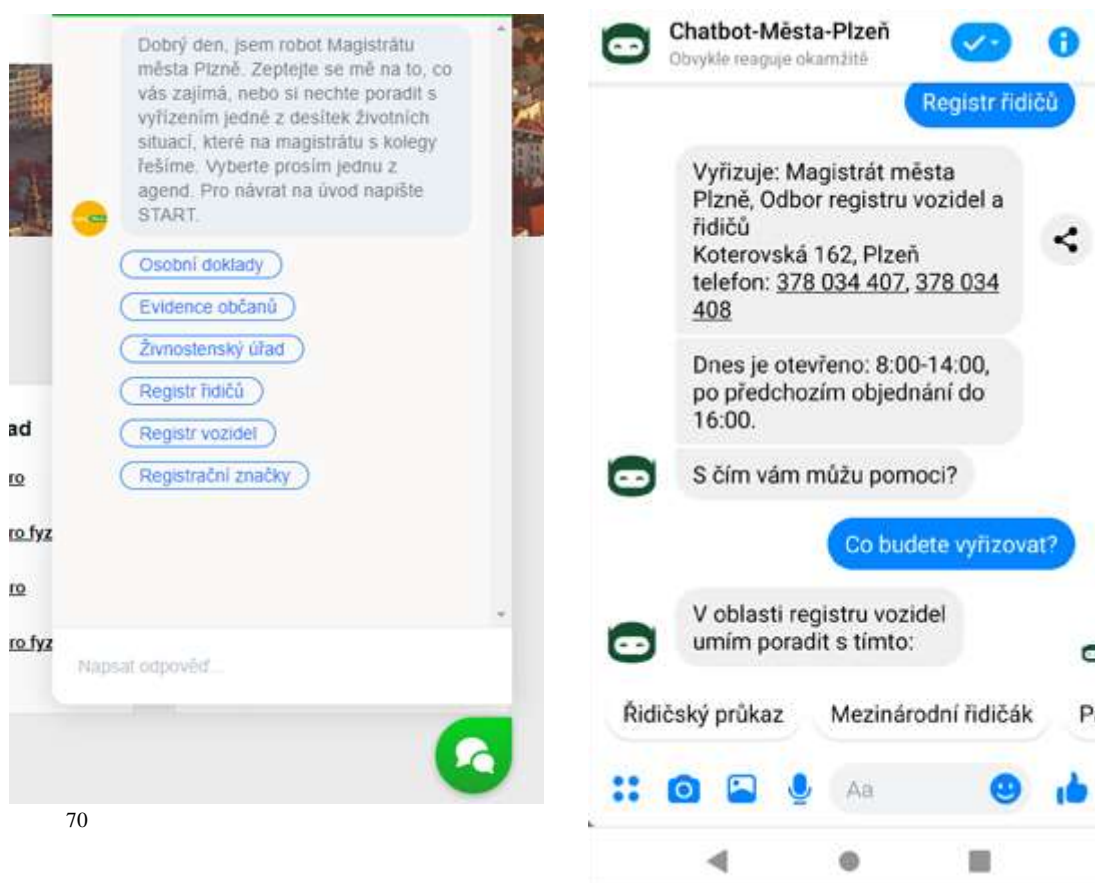 Dobrý den, jsem robot Magistrátu
města Plzně. Zeptejte se mě na to, co
vás zajímá, nebo si nechte poradit s
vyřízením jedné z desítek životních
situací, které na magistrátu s kolegy
řešíme. Vyberte prosím jednu z
agend. Pro návrat na úvod napište
START.
Osobní doklady
Evidence občanů
Živnostenský úřad
Registr řidičů
Registr vozidel
Registrační značky
ad
ro
ro fyz
ro
ro fyz
Napsat odpověď...
70
Chatbot-Města-Plzeň
Obvykle reaguje okamžitě
Registr řidičů
Vyřizuje: Magistrát města
Plzně, Odbor registru vozidel a
řidičů
Koterovská 162, Plzeň
telefon: 378 034 407, 378 034
408
Dnes je otevřeno: 8:00-14:00,
po předchozím objednání do
16:00.
S čím vám můžu pomoci?
Co budete vyřizovat?
V oblasti registru vozidel
umím poradit s tímto:
Řidičský průkaz
Mezinárodní řidičák
Aa